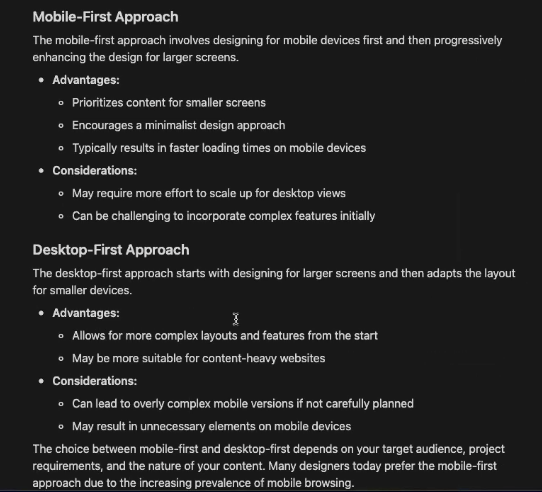 Mobile-First Approach
The mobile-first approach involves designing for mobile devices first and then progressively
enhancing the design for larger screens.
• Advantages:
◦ Prioritizes content for smaller screens
◦ Encourages a minimalist design approach
◦ Typically results in faster loading times on mobile devices
• Considerations:
◦ May require more effort to scale up for desktop views
◦ Can be challenging to incorporate complex features initially
Desktop-First Approach
The desktop-first approach starts with designing for larger screens and then adapts the layout
for smaller devices.
• Advantages:
◦ Allows for more complex layouts and features from the start
◦ May be more suitable for content-heavy websites
• Considerations:
◦ Can lead to overly complex mobile versions if not carefully planned
◦ May result in unnecessary elements on mobile devices
The choice between mobile-first and desktop-first depends on your target audience, project
requirements, and the nature of your content. Many designers today prefer the mobile-first
approach due to the increasing prevalence of mobile browsing.